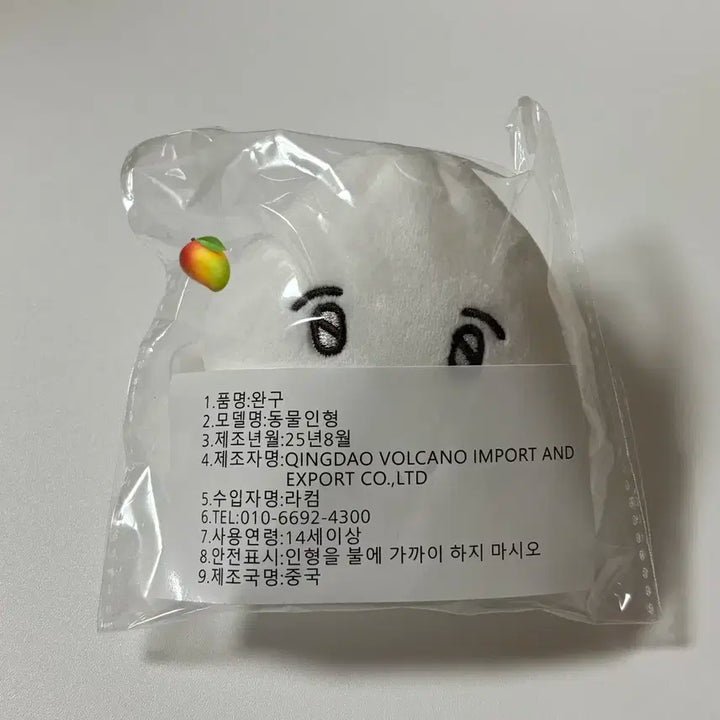 1.품명:완구
2.모델명:동물인형
3.제조년월:25년8월
4.제조자명:QINGDAO VOLCANO IMPORT AND
EXPORT CO.,LTD
5.수입자명:라컴
6.TEL:010-6692-4300
7.사용연령:14세이상
8.안전표시:인형을 불에 가까이 하지 마시오
9.제조국명:중국